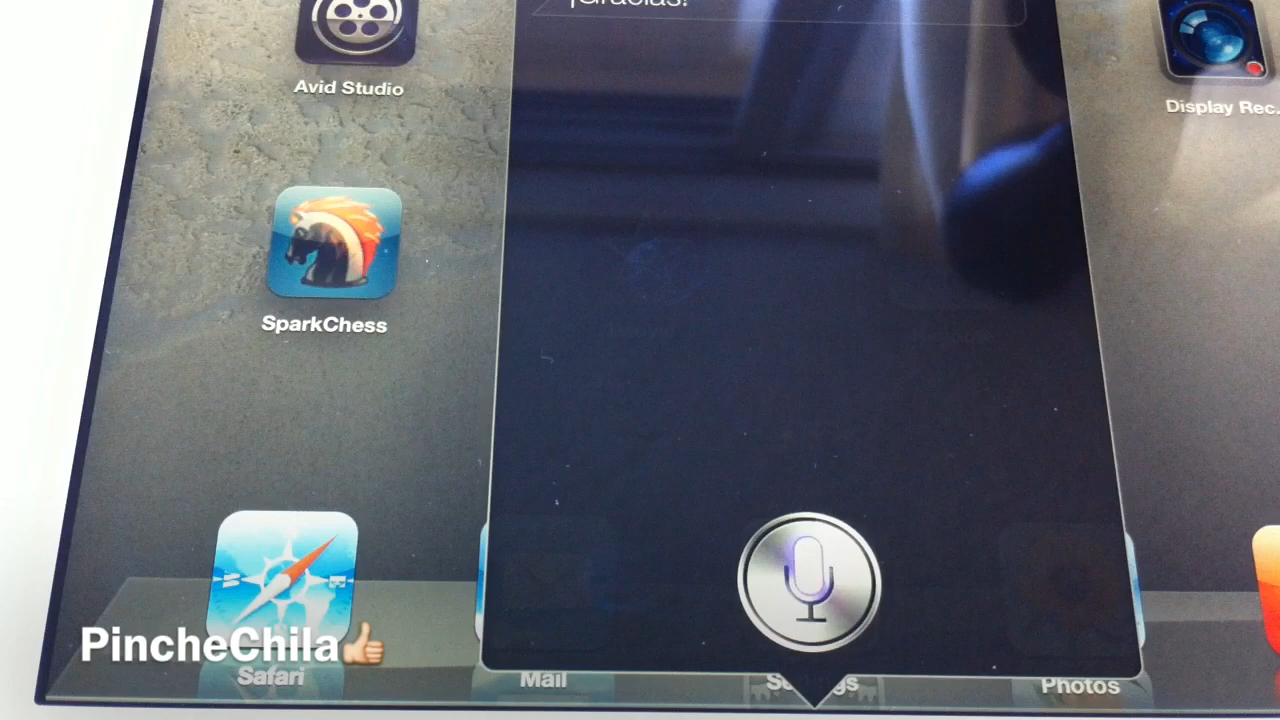 ¡Gracias!
Avid Studio
Display Rec.
SparkChess
W E
PincheChila👍
Safari
Mail
Photos